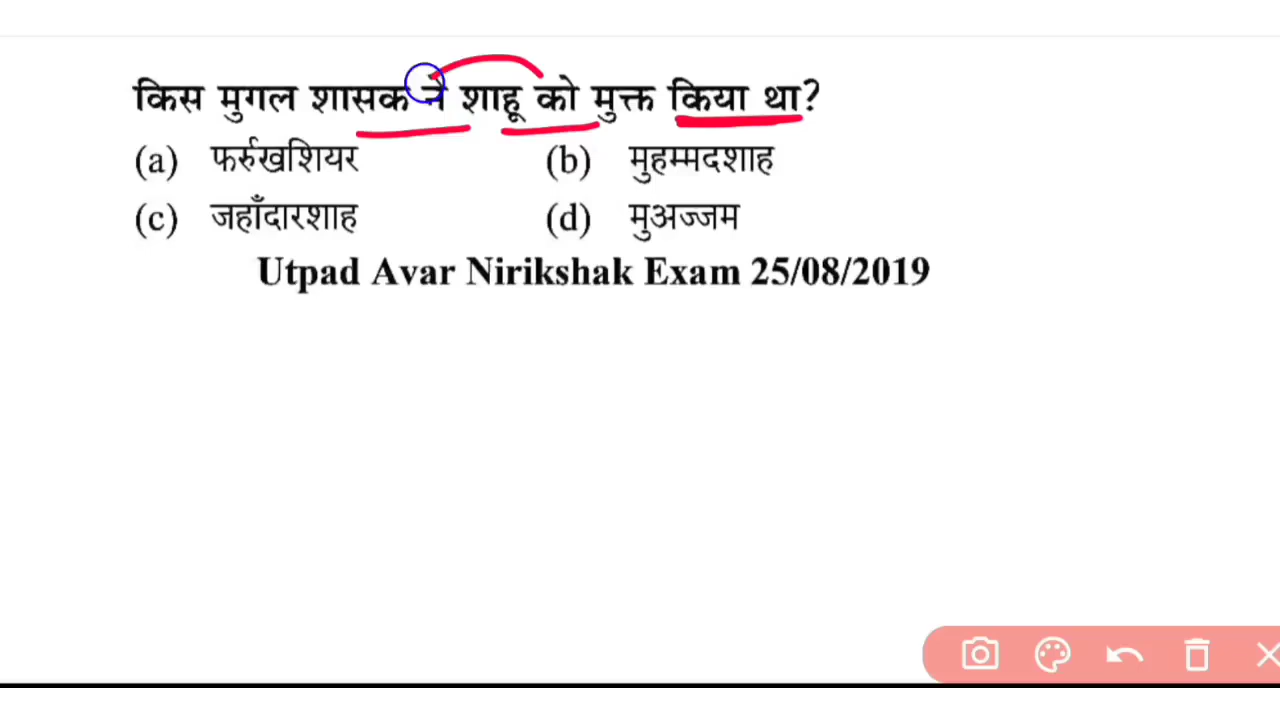 किस मुगल शासक ने शाहू को मुक्त किया था?
(a) फर्रुखशियर (b) मुहम्मदशाह
(c) जहाँदारशाह (d) मुअज्जम
Utpad Avar Nirikshak Exam 25/08/2019